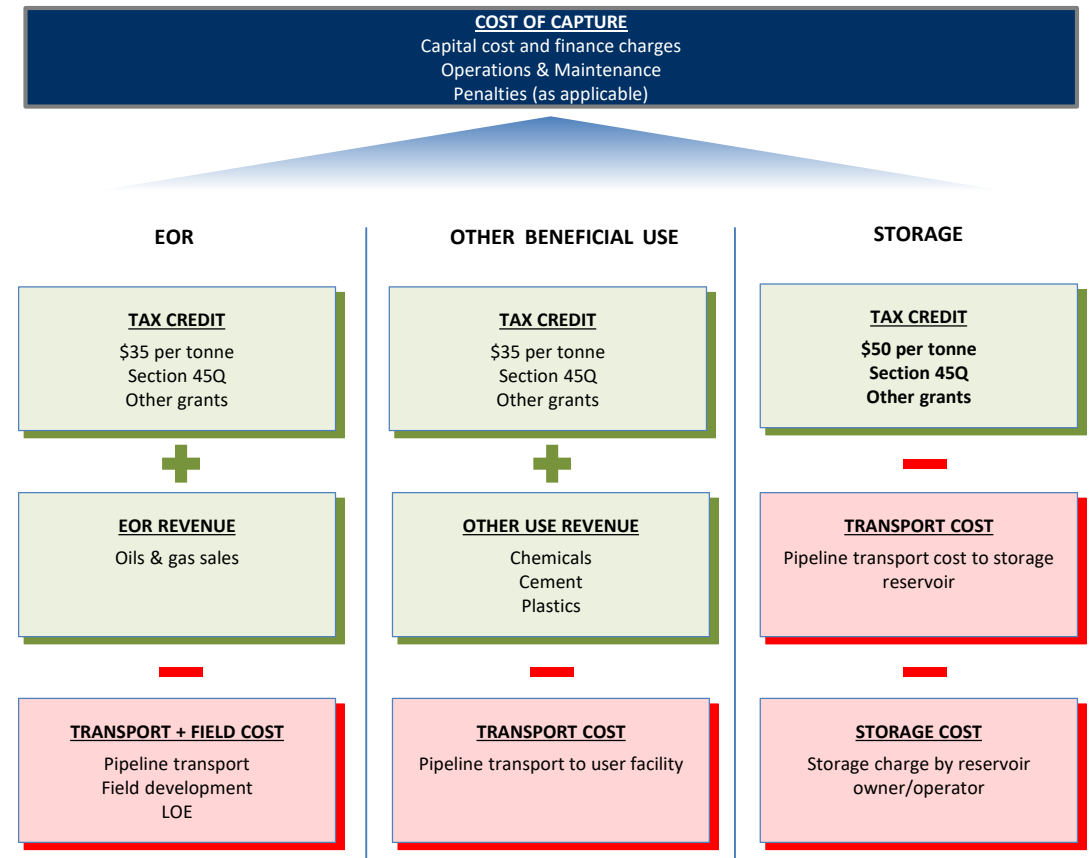 COST OF CAPTURE
Capital cost and finance charges
Operations & Maintenance
Penalties (as applicable)
EOR
TAX CREDIT
$35 per tonne
Section 45Q
Other grants
EOR REVENUE
Oils & gas sales
TRANSPORT + FIELD COST
Pipeline transport
Field development
LOE
OTHER BENEFICIAL USE
TAX CREDIT
$35 per tonne
Section 45Q
Other grants
OTHER USE REVENUE
Chemicals
Cement
Plastics
TRANSPORT COST
Pipeline transport to user facility
STORAGE
TAX CREDIT
$50 per tonne
Section 45Q
Other grants
TRANSPORT COST
Pipeline transport cost to storage
reservoir
STORAGE COST
Storage charge by reservoir
owner/operator